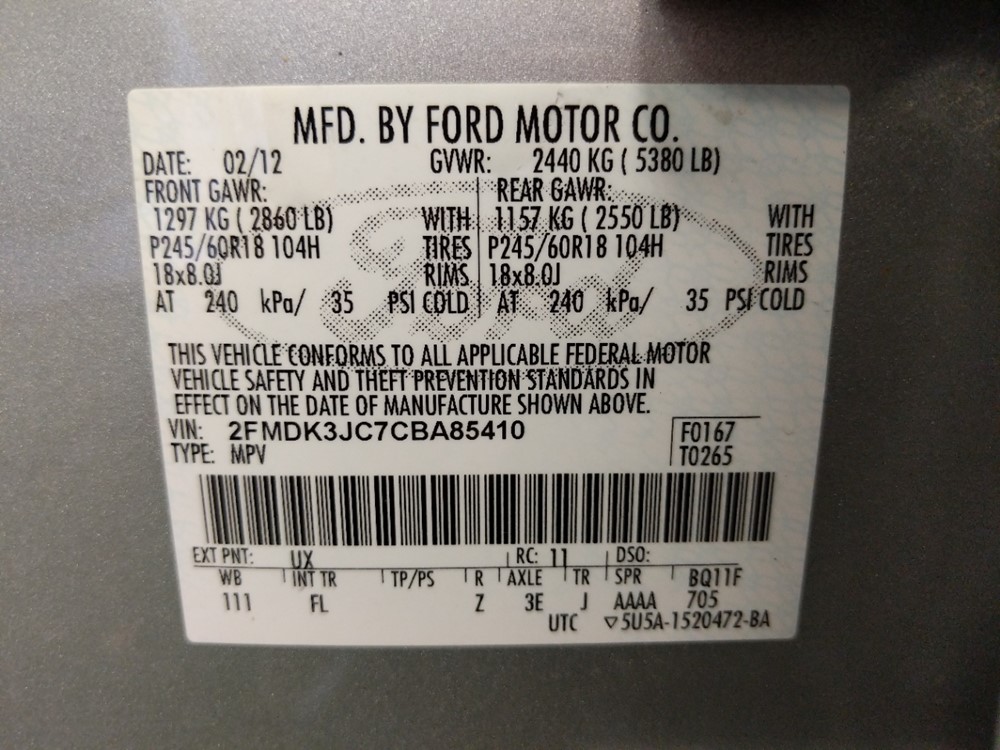 MFD. BY FORD MOTOR CO.
DATE: 02/12 GVWR: 2440 KG ( 5380 LB)
FRONT GAWR: REAR GAWR:
1297 KG ( 2860 LB) WITH 1157 KG ( 2550 LB) WITH
P245/60R18 104H TIRES P245/60R18 104H TIRES
18x8.0J RIMS 18x8.0J RIMS
AT 240 kPa/ 35 PSI COLD AT 240 kPa/ 35 PSI COLD
Ford
THIS VEHICLE CONFORMS TO ALL APPLICABLE FEDERAL MOTOR
VEHICLE SAFETY AND THEFT PREVENTION STANDARDS IN
EFFECT ON THE DATE OF MANUFACTURE SHOWN ABOVE.
VIN: 2FMDK3JC7CBA85410 F0167
TYPE: MPV T0265
EXT PNT: UX RC: 11 DSO:
WB INT TR TP/PS R AXLE TR SPR BQ11F
111 FL Z 3E J AAAA 705
UTC ▽5U5A-1520472-BA